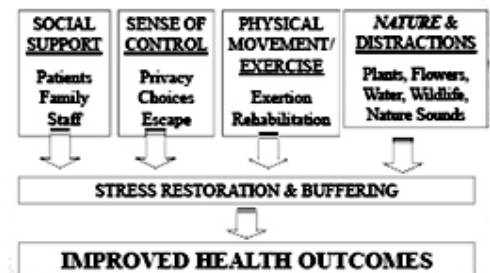 SOCIAL
SUPPORT
Patients
Family
Staff
SENSE OF
CONTROL
Privacy
Choices
Escape
PHYSICAL
MOVEMENT/
EXERCISE
Exertion
Rehabilitation
NATURE &
DISTRACTIONS
Plants, Flowers,
Water, Wildlife,
Nature Sounds
STRESS RESTORATION & BUFFERING
IMPROVED HEALTH OUTCOMES